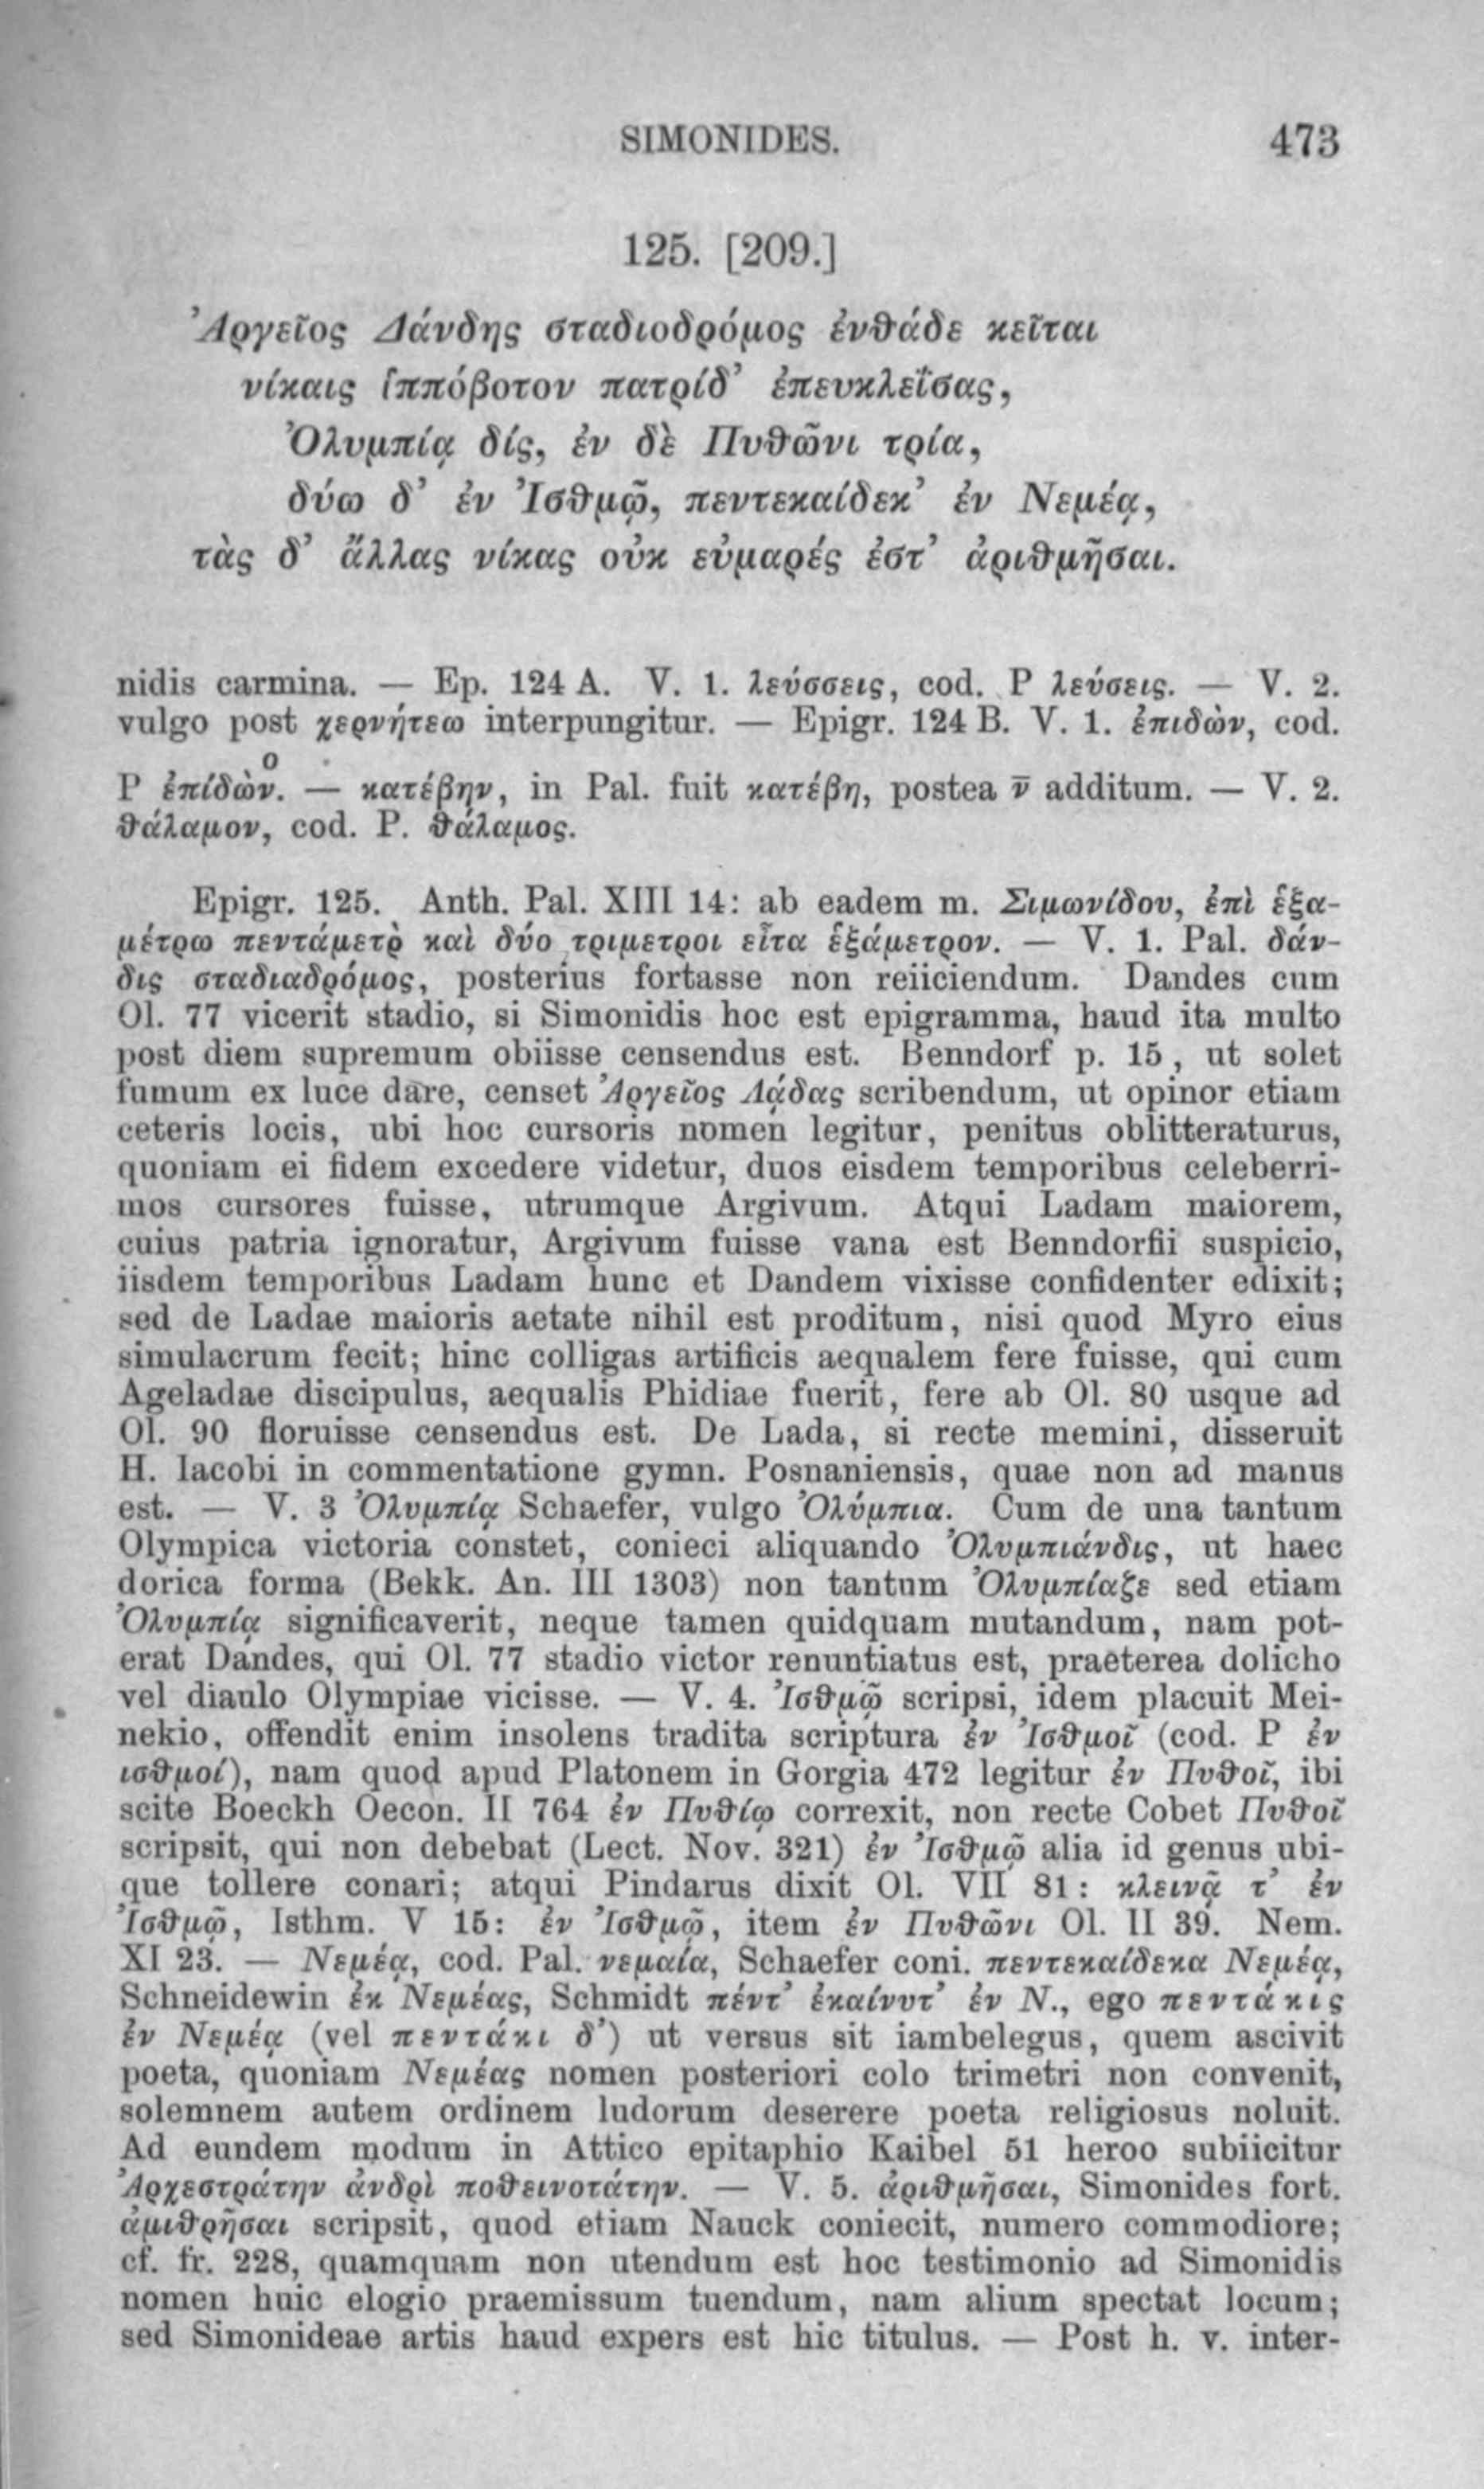 SIMONIDES. 473
125. [209.]
Ἀργεῖος Δάνδης σταδιοδρόμος ἐνθάδε κεῖται
νίκαις ἱππόβοτον πατρίδ’ ἐπευκλεΐσας,
Ὀλυμπίᾳ δίς, ἐν δὲ Πυθῶνι τρία,
δύω δ’ ἐν Ἰσθμῷ, πεντεκαίδεκ’ ἐν Νεμέᾳ,
τὰς δ’ ἄλλας νίκας οὐκ εὐμαρές ἐστ’ ἀριθμῆσαι.
nidis carmina. — Ep. 124 A. V. 1. λεύσσεις, cod. P λεύσεις. — V. 2.
vulgo post χερνήτεω interpungitur. — Epigr. 124 B. V. 1. ἐπιδὼν, cod.
ο
P ἐπίδὼν. — κατέβην, in Pal. fuit κατέβη, postea ν̄ additum. — V. 2.
θάλαμον, cod. P. θάλαμος.
Epigr. 125. Anth. Pal. XIII 14: ab eadem m. Σιμωνίδου, ἐπὶ ἑξα-
μέτρω πεντάμετρὸ καὶ δύο τριμετροι εἶτα ἑξάμετρον. — V. 1. Pal. δάν-
δις σταδιαδρόμος, posterius fortasse non reiiciendum. Dandes cum
Ol. 77 vicerit stadio, si Simonidis hoc est epigramma, haud ita multo
post diem supremum obiisse censendus est. Benndorf p. 15, ut solet
fumum ex luce dare, censet Ἀργεῖος Λᾴδας scribendum, ut opinor etiam
ceteris locis, ubi hoc cursoris nomen legitur, penitus oblitteraturus,
quoniam ei fidem excedere videtur, duos eisdem temporibus celeberri-
mos cursores fuisse, utrumque Argivum. Atqui Ladam maiorem,
cuius patria ignoratur, Argivum fuisse vana est Benndorfii suspicio,
iisdem temporibus Ladam hunc et Dandem vixisse confidenter edixit;
sed de Ladae maioris aetate nihil est proditum, nisi quod Myro eius
simulacrum fecit; hinc colligas artificis aequalem fere fuisse, qui cum
Ageladae discipulus, aequalis Phidiae fuerit, fere ab Ol. 80 usque ad
Ol. 90 floruisse censendus est. De Lada, si recte memini, disseruit
H. Iacobi in commentatione gymn. Posnaniensis, quae non ad manus
est. — V. 3 Ὀλυμπίᾳ Schaefer, vulgo Ὀλύμπια. Cum de una tantum
Olympica victoria constet, conieci aliquando Ὀλυμπιάνδις, ut haec
dorica forma (Bekk. An. III 1303) non tantum Ὀλυμπίαζε sed etiam
Ὀλυμπίᾳ significaverit, neque tamen quidquam mutandum, nam pot-
erat Dandes, qui Ol. 77 stadio victor renuntiatus est, praeterea dolicho
vel diaulo Olympiae vicisse. — V. 4. Ἰσθμῷ scripsi, idem placuit Mei-
nekio, offendit enim insolens tradita scriptura ἐν Ἰσθμοῖ (cod. P ἐν
ισθμοί), nam quod apud Platonem in Gorgia 472 legitur ἐν Πυθοῖ, ibi
scite Boeckh Oecon. II 764 ἐν Πυθίῳ correxit, non recte Cobet Πυθοῖ
scripsit, qui non debebat (Lect. Nov. 321) ἐν Ἰσθμῷ alia id genus ubi-
que tollere conari; atqui Pindarus dixit Ol. VII 81: κλεινᾷ τ’ ἐν
Ἰσθμῷ, Isthm. V 15: ἐν Ἰσθμῷ, item ἐν Πυθῶνι Ol. II 39. Nem.
XI 23. — Νεμέᾳ, cod. Pal. νεμαία, Schaefer coni. πεντεκαίδεκα Νεμέᾳ,
Schneidewin ἐκ Νεμέας, Schmidt πέντ’ ἐκαίνυτ’ ἐν N., ego πεντάκις
ἐν Νεμέᾳ (vel πεντάκι δ’) ut versus sit iambelegus, quem ascivit
poeta, quoniam Νεμέας nomen posteriori colo trimetri non convenit,
solemnem autem ordinem ludorum deserere poeta religiosus noluit.
Ad eundem modum in Attico epitaphio Kaibel 51 heroo subiicitur
Ἀρχεστράτην ἀνδρὶ ποθεινοτάτην. — V. 5. ἀριθμῆσαι, Simonides fort.
ἀμιθρῆσαι scripsit, quod etiam Nauck coniecit, numero commodiore;
cf. fr. 228, quamquam non utendum est hoc testimonio ad Simonidis
nomen huic elogio praemissum tuendum, nam alium spectat locum;
sed Simonideae artis haud expers est hic titulus. — Post h. v. inter-